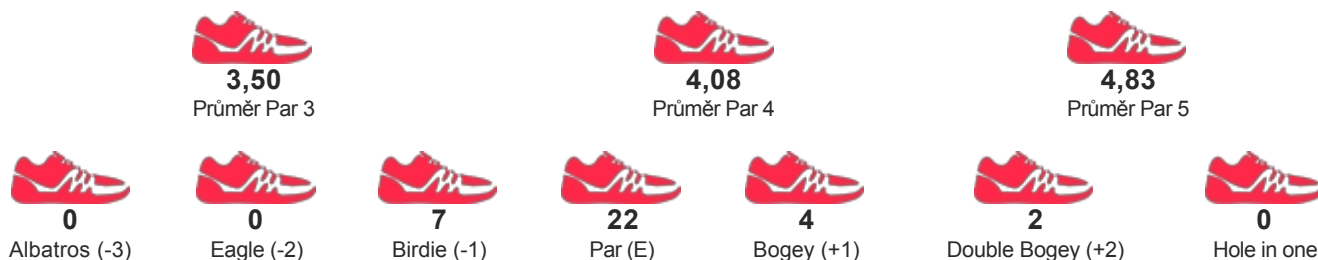 3,50 4,08 4,83
Průměr Par 3 Průměr Par 4 Průměr Par 5
0 0 7 22 4 2 0
Albatros (-3) Eagle (-2) Birdie (-1) Par (E) Bogey (+1) Double Bogey (+2) Hole in one